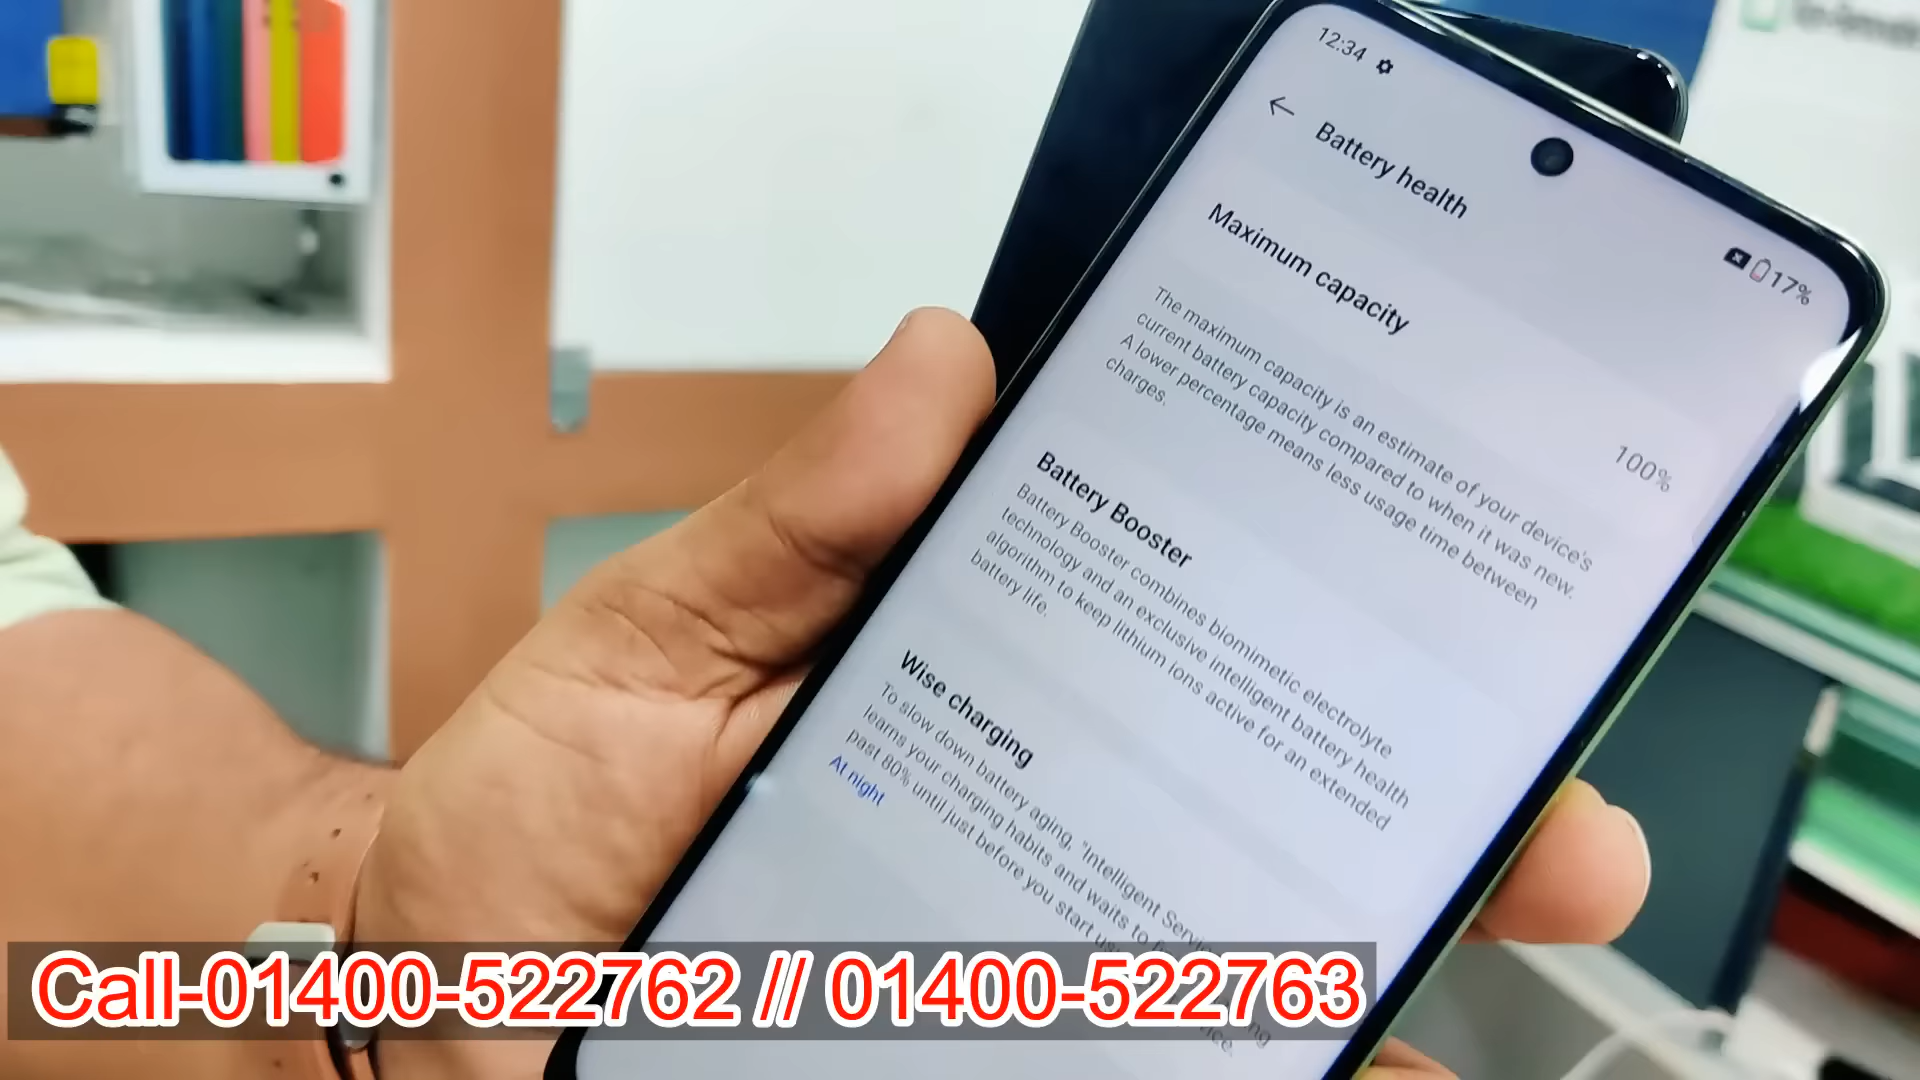 12:34
17%
Battery health
Maximum capacity
100%
The maximum capacity is an estimate of your device's
current battery capacity compared to when it was new.
A lower percentage means less usage time between
charges.
Battery Booster
Battery Booster combines biomimetic electrolyte
technology and an exclusive intelligent battery health
algorithm to keep lithium ions active for an extended
battery life.
Wise charging
To slow down battery aging, "Intelligent
learns your charging habits and waits to
past 80% until just before you start
At night
Call-01400-522762 // 01400-522763